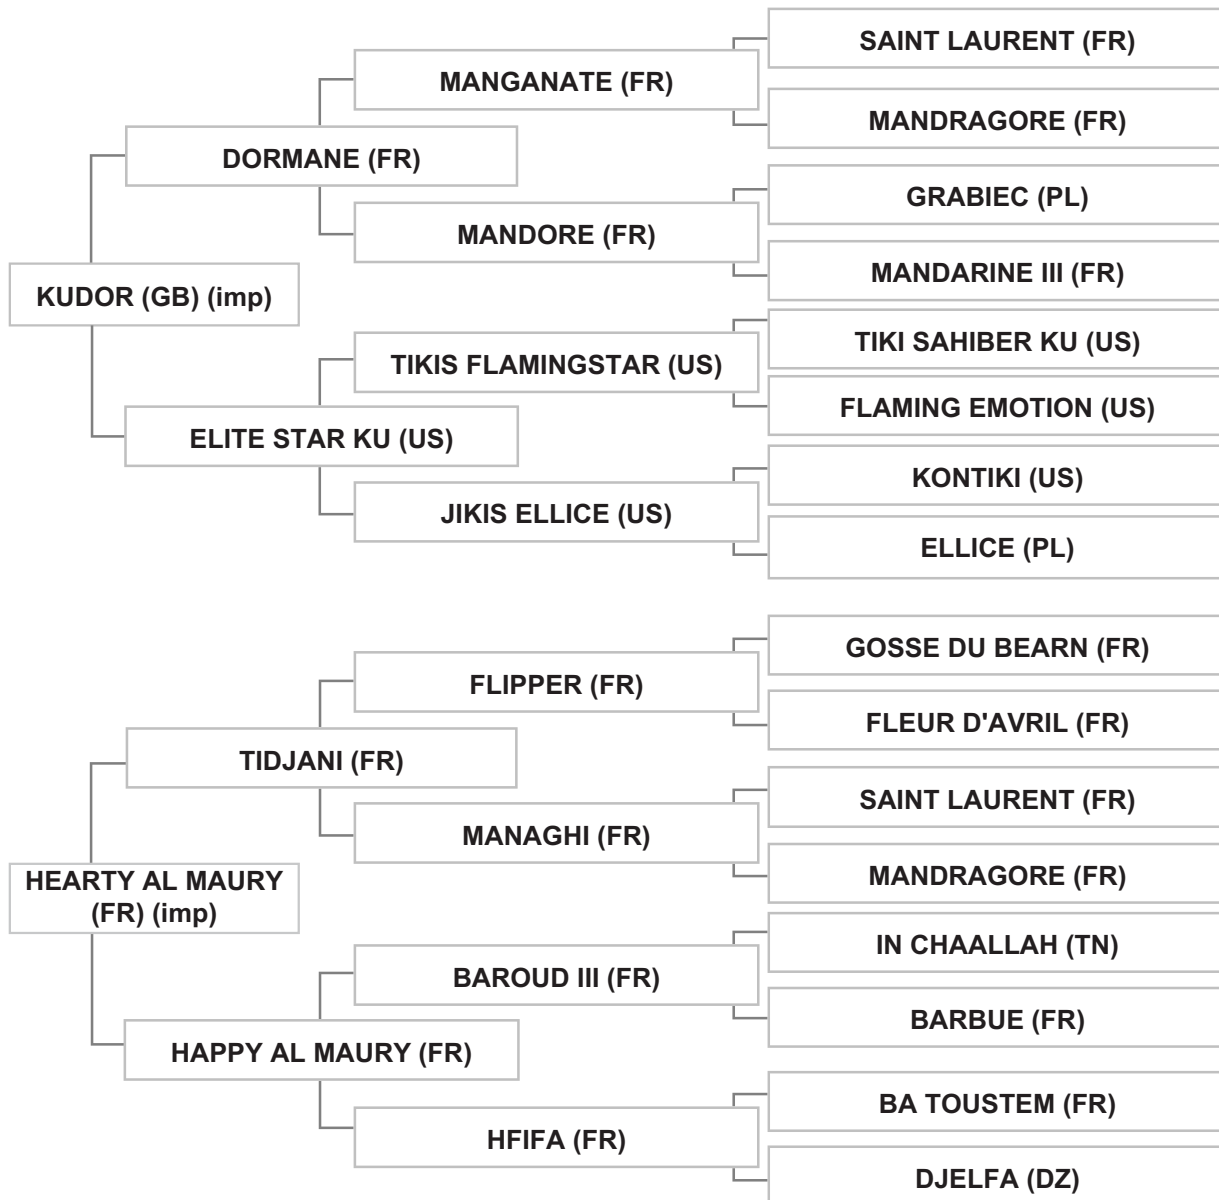 SAINT LAURENT (FR)
MANGANATE (FR)
MANDRAGORE (FR)
DORMANE (FR)
GRABIEC (PL)
MANDORE (FR)
MANDARINE III (FR)
KUDOR (GB) (imp)
TIKI SAHIBER KU (US)
TIKIS FLAMINGSTAR (US)
FLAMING EMOTION (US)
ELITE STAR KU (US)
KONTIKI (US)
JIKIS ELLICE (US)
ELLICE (PL)
GOSSE DU BEARN (FR)
FLIPPER (FR)
FLEUR D'AVRIL (FR)
TIDJANI (FR)
SAINT LAURENT (FR)
MANAGHI (FR)
MANDRAGORE (FR)
HEARTY AL MAURY
(FR) (imp)
IN CHAALLAH (TN)
BAROUD III (FR)
BARBUE (FR)
HAPPY AL MAURY (FR)
BA TOUSTEM (FR)
HFIFA (FR)
DJELFA (DZ)